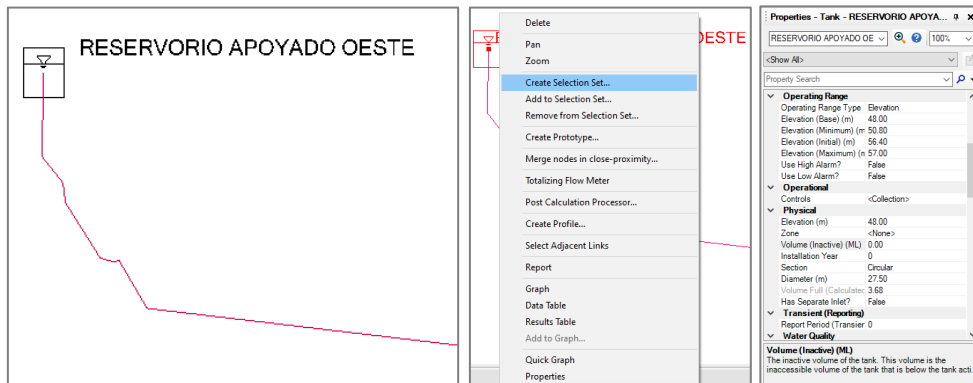 RESERVORIO APOYADO OESTE
DESTE
Delete
Pan
Zoom
Create Selection Set...
Add to Selection Set...
Remove from Selection Set...
Create Prototype...
Merge nodes in close-proximity...
Totalizing Flow Meter
Post Calculation Processor...
Create Profile...
Select Adjacent Links
Report
Graph
Data Table
Results Table
Add to Graph...
Quick Graph
Properties
Properties - Tank - RESERVORIO APOYA...
RESERVORIO APOYADO OE 100%
<Show All>
Property Search
Operating Range
Operating Range Type Elevation
Elevation (Base) (m) 48.00
Elevation (Minimum) (m 50.80
Elevation (Initial) (m) 56.40
Elevation (Maximum) (n 57.00
Use High Alarm? False
Use Low Alarm? False
Operational
Controls <Collection>
Physical
Elevation (m) 48.00
Zone <None>
Volume (Inactive) (ML) 0.00
Installation Year 0
Section Circular
Diameter (m) 27.50
Volume Full (Calculatec 3.68
Has Separate Inlet? False
Transient (Reporting)
Report Period (Transier 0
Water Quality
Volume (Inactive) (ML)
The inactive volume of the tank. This volume is the
inaccessible volume of the tank that is below the tank acti